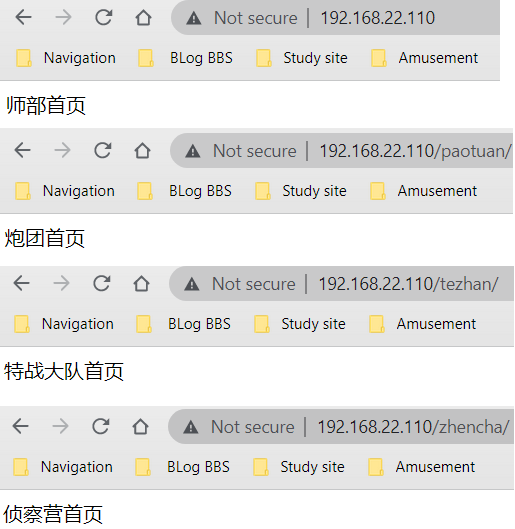 Not secure | 192.168.22.110
Navigation BLog BBS Study site Amusement
师部首页
Not secure | 192.168.22.110/paotuan/
Navigation BLog BBS Study site Amusement
炮团首页
Not secure | 192.168.22.110/tezhan/
Navigation BLog BBS Study site Amusement
特战大队首页
Not secure | 192.168.22.110/zhencha/
Navigation BLog BBS Study site Amusement
侦察营首页